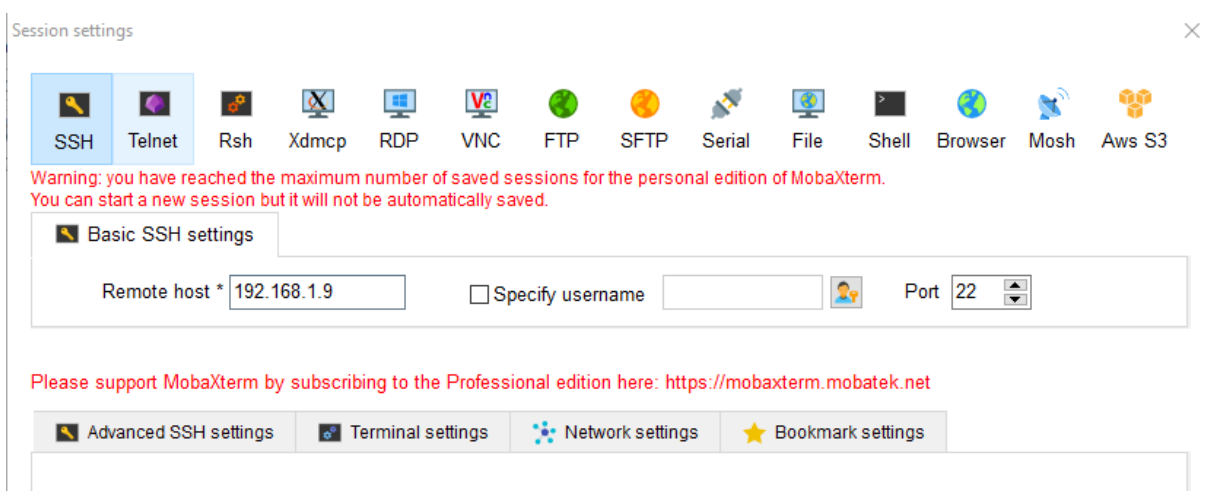 Session settings
SSH Telnet Rsh Xdmcp RDP VNC FTP SFTP Serial File Shell Browser Mosh Aws S3
Warning: you have reached the maximum number of saved sessions for the personal edition of MobaXterm.
You can start a new session but it will not be automatically saved.
Basic SSH settings
Remote host * 192.168.1.9 Specify username Port 22
Please support MobaXterm by subscribing to the Professional edition here: https://mobaxterm.mobatek.net
Advanced SSH settings Terminal settings Network settings Bookmark settings